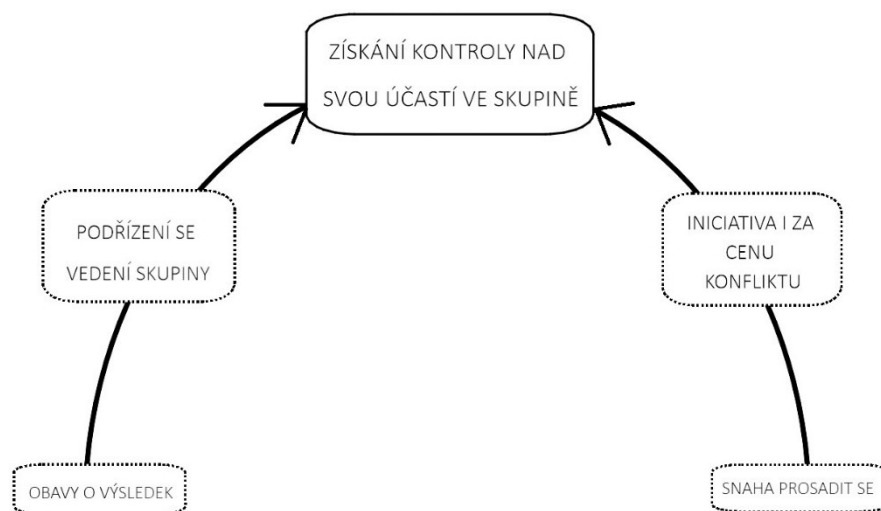 ZÍSKÁNÍ KONTROLY NAD
SVOU ÚČASTÍ VE SKUPINĚ
PODŘÍZENÍ SE
VEDENÍ SKUPINY
INICIATIVA I ZA
CENU
KONFLIKTU
OBAVY O VÝSLEDEK
SNAHA PROSADIT SE